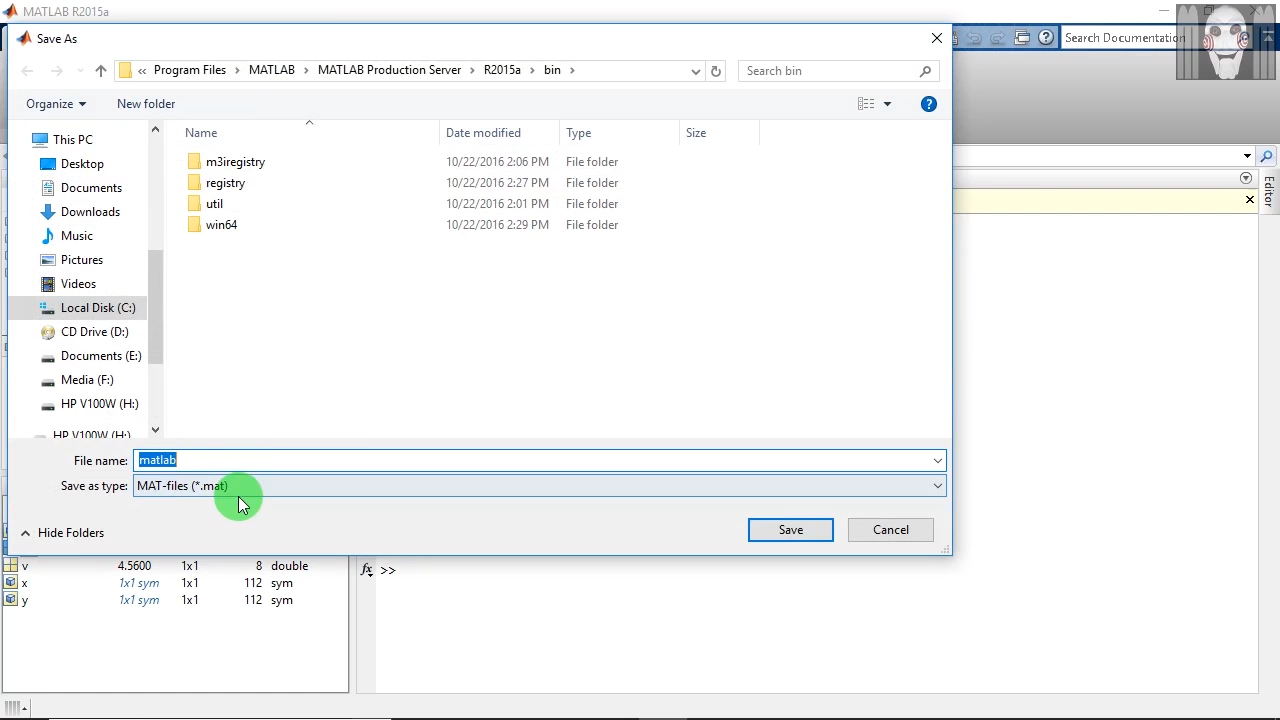 MATLAB R2015a
Save As
« Program Files > MATLAB > MATLAB Production Server > R2015a > bin >
Search bin
Search Documentation
Organize
New folder
Name Date modified Type Size
This PC
Desktop
Documents
Downloads
Music
Pictures
Videos
Local Disk (C:)
CD Drive (D:)
Documents (E:)
Media (F:)
HP V100W (H:)
HP V100W (H:)
m3iregistry 10/22/2016 2:06 PM File folder
registry 10/22/2016 2:27 PM File folder
util 10/22/2016 2:01 PM File folder
win64 10/22/2016 2:29 PM File folder
Editor
File name: matlab
Save as type: MAT-files (*.mat)
Hide Folders
Save
Cancel
v 4.5600 1x1 8 double
x 1x1 sym 1x1 112 sym
y 1x1 sym 1x1 112 sym
fx >>